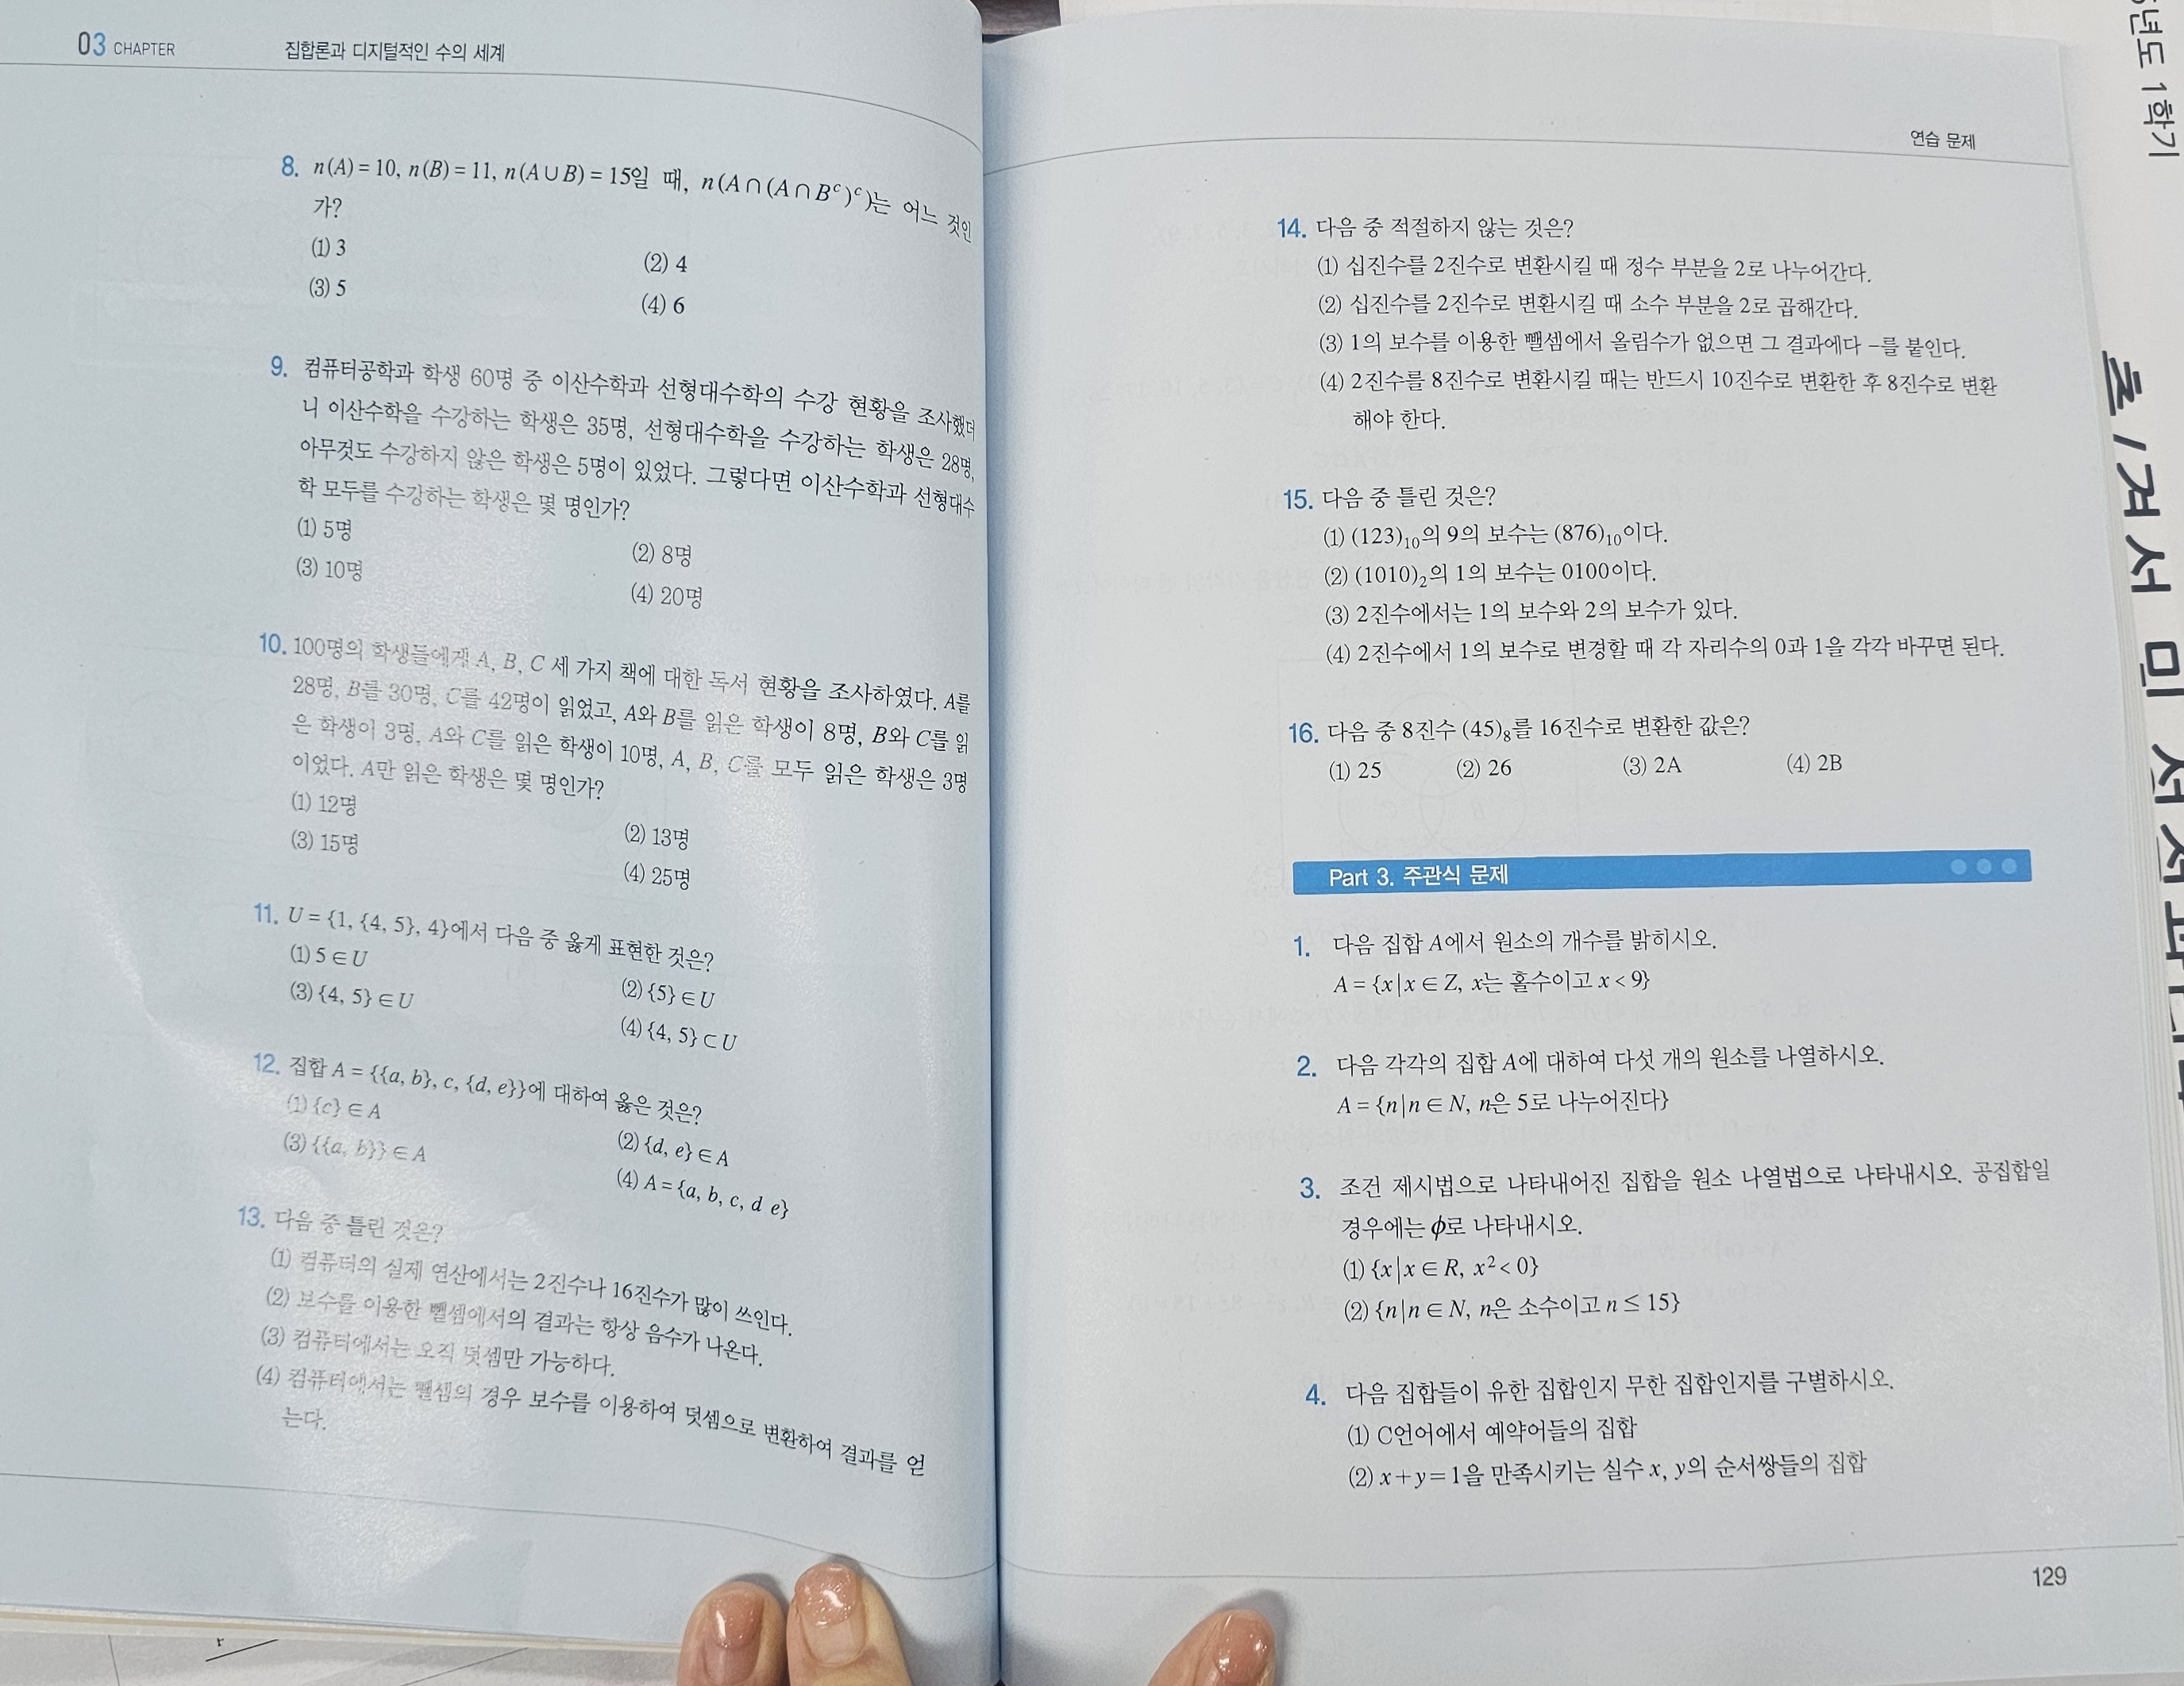 03 CHAPTER 집합론과 디지털적인 수의 세계
8. n(A) = 10, n(B) = 11, n(A∪B) = 15일 때, n(A∩(A∩Bᶜ)ᶜ)는 어느 것인
가?
(1) 3 (2) 4
(3) 5 (4) 6
9. 컴퓨터공학과 학생 60명 중 이산수학과 선형대수학의 수강 현황을 조사했더
니 이산수학을 수강하는 학생은 35명, 선형대수학을 수강하는 학생은 28명,
아무것도 수강하지 않은 학생은 5명이 있었다. 그렇다면 이산수학과 선형대수
학 모두를 수강하는 학생은 몇 명인가?
(1) 5명 (2) 8명
(3) 10명 (4) 20명
10. 100명의 학생들에게 A, B, C 세 가지 책에 대한 독서 현황을 조사하였다. A를
28명, B를 30명, C를 42명이 읽었고, A와 B를 읽은 학생이 8명, B와 C를 읽
은 학생이 3명, A와 C를 읽은 학생이 10명, A, B, C를 모두 읽은 학생은 3명
이었다. A만 읽은 학생은 몇 명인가?
(1) 12명 (2) 13명
(3) 15명 (4) 25명
11. U = {1, {4, 5}, 4}에서 다음 중 옳게 표현한 것은?
(1) 5 ∈ U (2) {5} ∈ U
(3) {4, 5} ∈ U (4) {4, 5} ⊂ U
12. 집합 A = {{a, b}, c, {d, e}}에 대하여 옳은 것은?
(1) {c} ∈ A (2) {d, e} ∈ A
(3) {{a, b}} ∈ A (4) A = {a, b, c, d e}
13. 다음 중 틀린 것은?
(1) 컴퓨터의 실제 연산에서는 2진수나 16진수가 많이 쓰인다.
(2) 보수를 이용한 뺄셈에서의 결과는 항상 음수가 나온다.
(3) 컴퓨터에서는 오직 덧셈만 가능하다.
(4) 컴퓨터에서는 뺄셈의 경우 보수를 이용하여 덧셈으로 변환하여 결과를 얻
는다.
연습 문제
14. 다음 중 적절하지 않는 것은?
(1) 십진수를 2진수로 변환시킬 때 정수 부분을 2로 나누어간다.
(2) 십진수를 2진수로 변환시킬 때 소수 부분을 2로 곱해간다.
(3) 1의 보수를 이용한 뺄셈에서 올림수가 없으면 그 결과에다 −를 붙인다.
(4) 2진수를 8진수로 변환시킬 때는 반드시 10진수로 변환한 후 8진수로 변환
해야 한다.
15. 다음 중 틀린 것은?
(1) (123)₁₀의 9의 보수는 (876)₁₀이다.
(2) (1010)₂의 1의 보수는 0100이다.
(3) 2진수에서는 1의 보수와 2의 보수가 있다.
(4) 2진수에서 1의 보수로 변경할 때 각 자리수의 0과 1을 각각 바꾸면 된다.
16. 다음 중 8진수 (45)₈를 16진수로 변환한 값은?
(1) 25 (2) 26 (3) 2A (4) 2B
Part 3. 주관식 문제
1. 다음 집합 A에서 원소의 개수를 밝히시오.
A = {x|x ∈ Z, x는 홀수이고 x < 9}
2. 다음 각각의 집합 A에 대하여 다섯 개의 원소를 나열하시오.
A = {n|n ∈ N, n은 5로 나누어진다}
3. 조건 제시법으로 나타내어진 집합을 원소 나열법으로 나타내시오. 공집합일
경우에는 ϕ로 나타내시오.
(1) {x|x ∈ R, x² < 0}
(2) {n|n ∈ N, n은 소수이고 n ≤ 15}
4. 다음 집합들이 유한 집합인지 무한 집합인지를 구별하시오.
(1) C언어에서 예약어들의 집합
(2) x + y = 1을 만족시키는 실수 x, y의 순서쌍들의 집합
129
년도 1학기